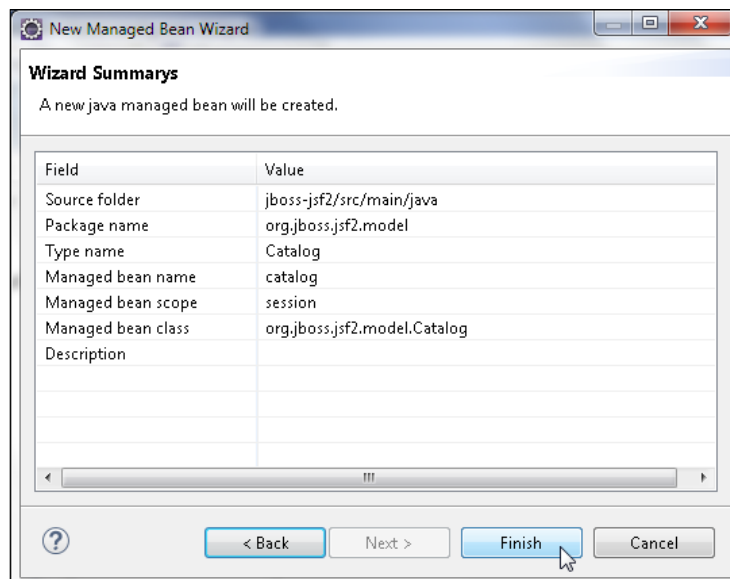 New Managed Bean Wizard
Wizard Summarys
A new java managed bean will be created.
Field Value
Source folder jboss-jsf2/src/main/java
Package name org.jboss.jsf2.model
Type name Catalog
Managed bean name catalog
Managed bean scope session
Managed bean class org.jboss.jsf2.model.Catalog
Description
< Back Next > Finish Cancel